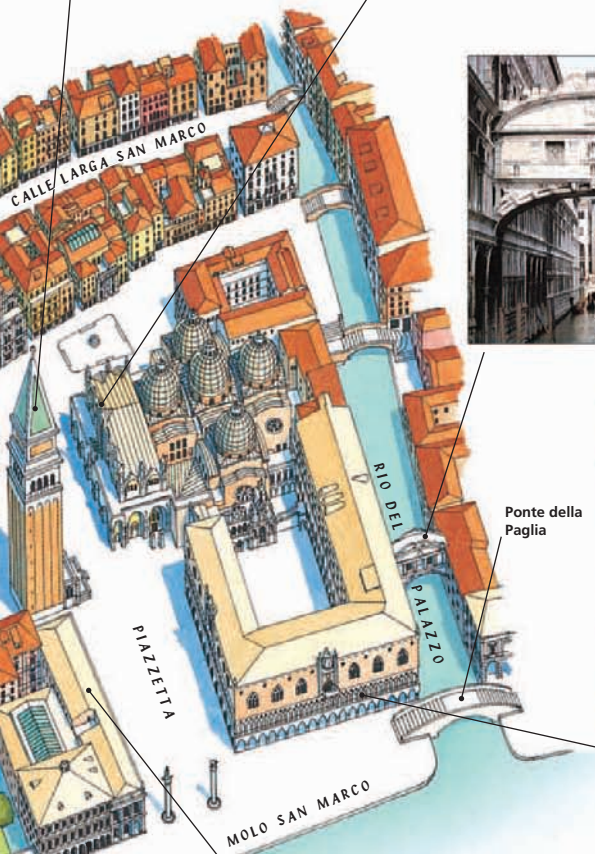 CALLE LARGA SAN MARCO
RIO DEL
PALAZZO
Ponte della
Paglia
PIAZZETTA
MOLO SAN MARCO